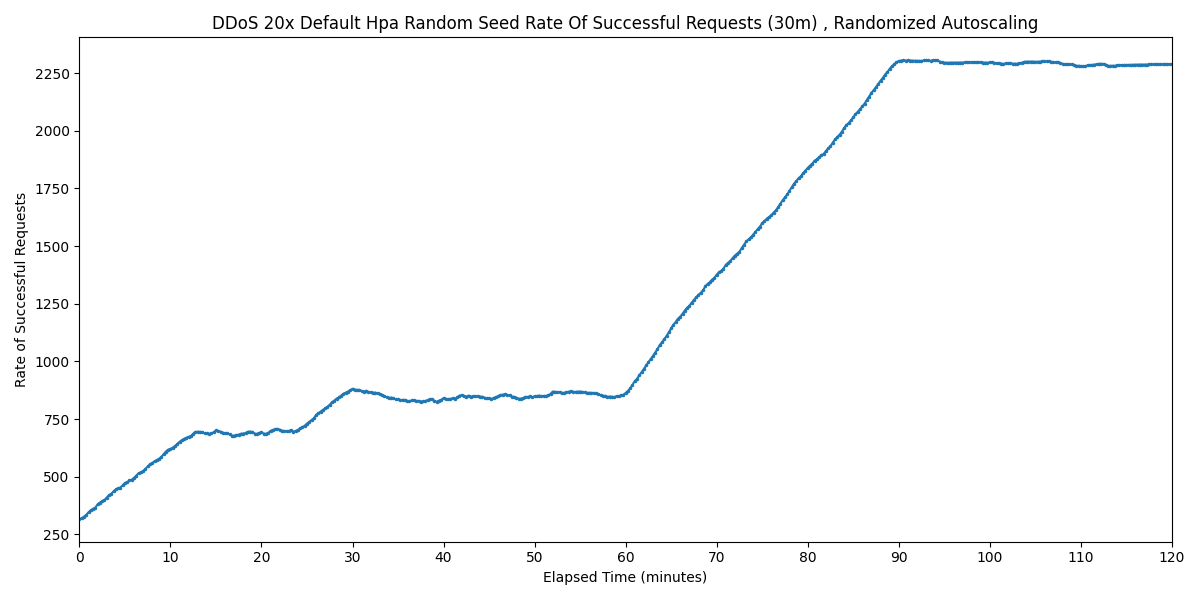 DDoS 20x Default Hpa Random Seed Rate Of Successful Requests (30m) , Randomized Autoscaling
Rate of Successful Requests
2250
2000
1750
1500
1250
1000
750
500
250
0 10 20 30 40 50 60 70 80 90 100 110 120
Elapsed Time (minutes)